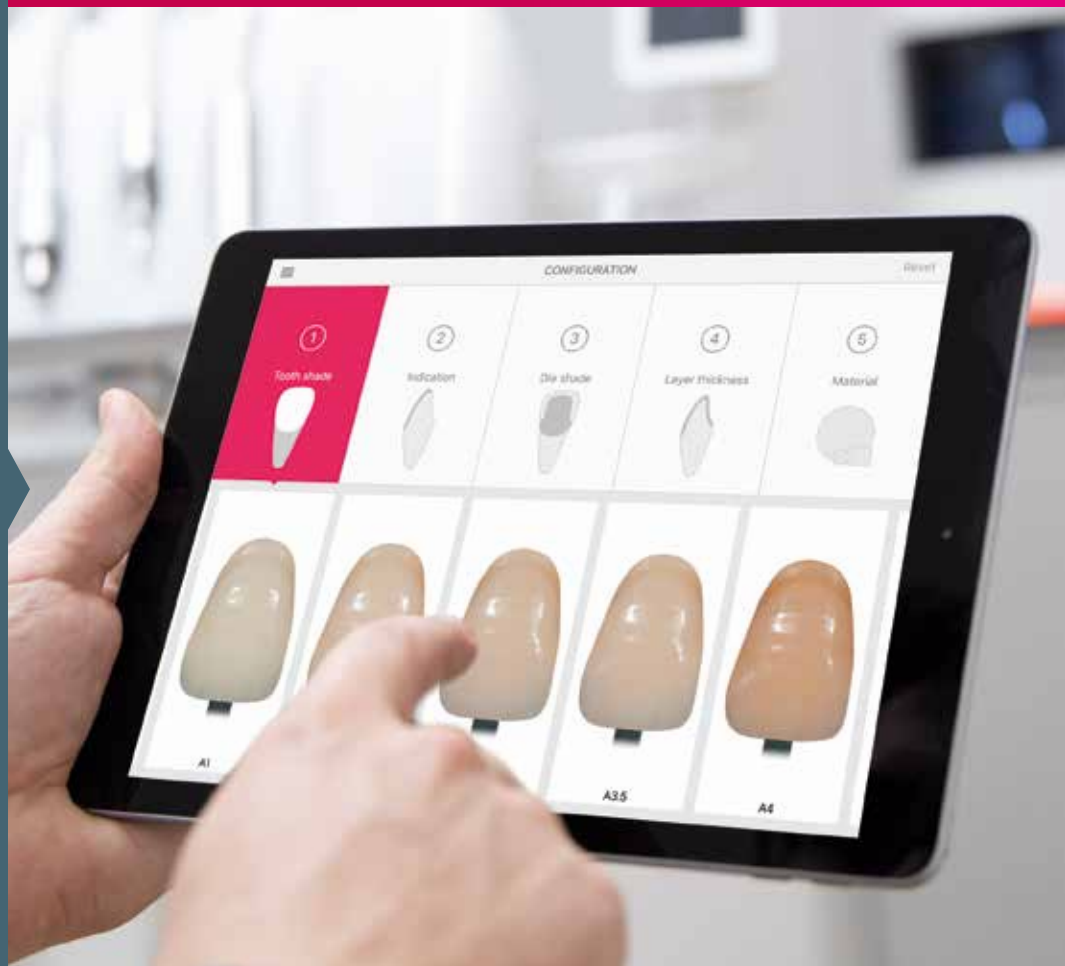 CONFIGURATION
Reset
1
2
3
4
5
Tooth shade
Indication
Die shade
Layer thickness
Material
A1
A3.5
A4